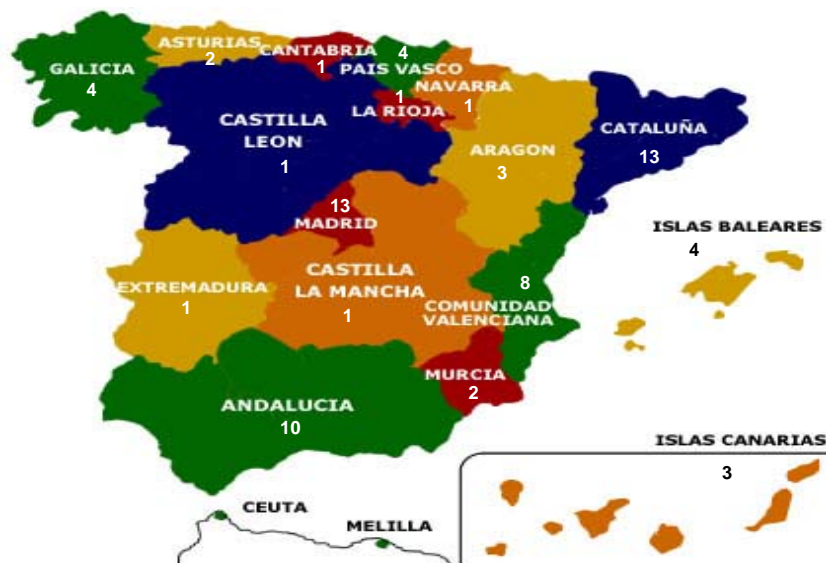 ASTURIAS
2
CANTABRIA
1
4
PAIS VASCO
GALICIA
4
NAVARRA
1
1
LA RIOJA
CASTILLA
LEON
1
ARAGON
3
CATALUÑA
13
13
MADRID
ISLAS BALEARES
4
EXTREMADURA
1
CASTILLA
LA MANCHA
1
8
COMUNIDAD
VALENCIANA
MURCIA
2
ANDALUCIA
10
ISLAS CANARIAS
3
CEUTA
MELILLA